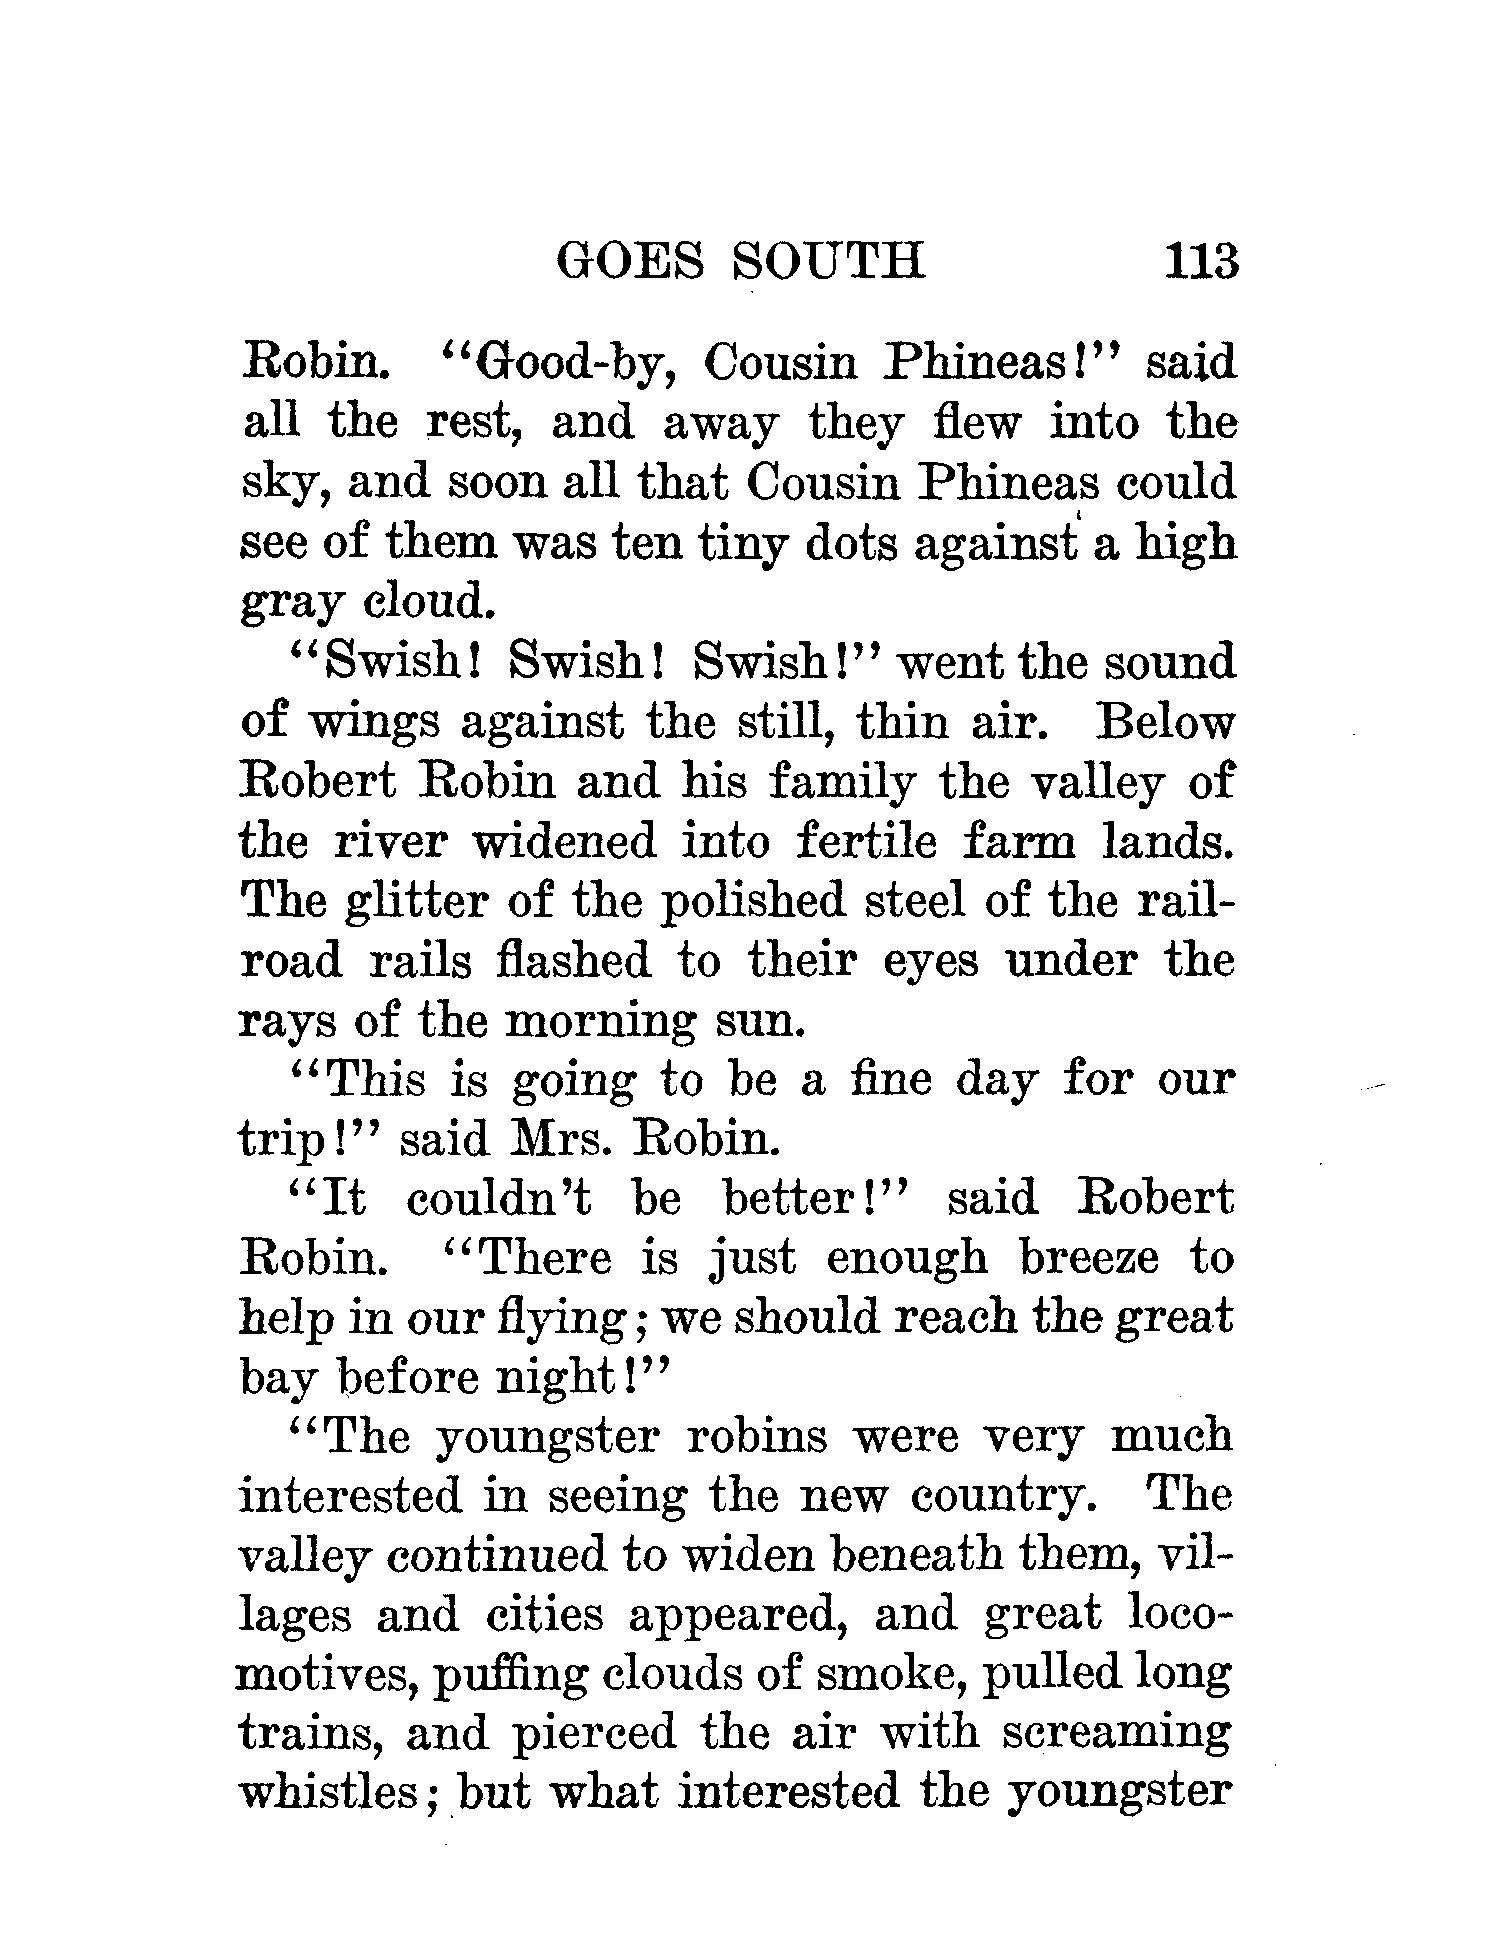 GOES SOUTH 113
Robin. “Good-by, Cousin Phineas!” said
all the rest, and away they flew into the
sky, and soon all that Cousin Phineas could
see of them was ten tiny dots against a high
gray cloud.
“Swish! Swish! Swish!” went the sound
of wings against the still, thin air. Below
Robert Robin and his family the valley of
the river widened into fertile farm lands.
The glitter of the polished steel of the rail-
road rails flashed to their eyes under the
rays of the morning sun.
“This is going to be a fine day for our
trip!” said Mrs. Robin.
“It couldn’t be better!” said Robert
Robin. “There is just enough breeze to
help in our flying; we should reach the great
bay before night!”
“The youngster robins were very much
interested in seeing the new country. The
valley continued to widen beneath them, vil-
lages and cities appeared, and great loco-
motives, puffing clouds of smoke, pulled long
trains, and pierced the air with screaming
whistles; but what interested the youngster